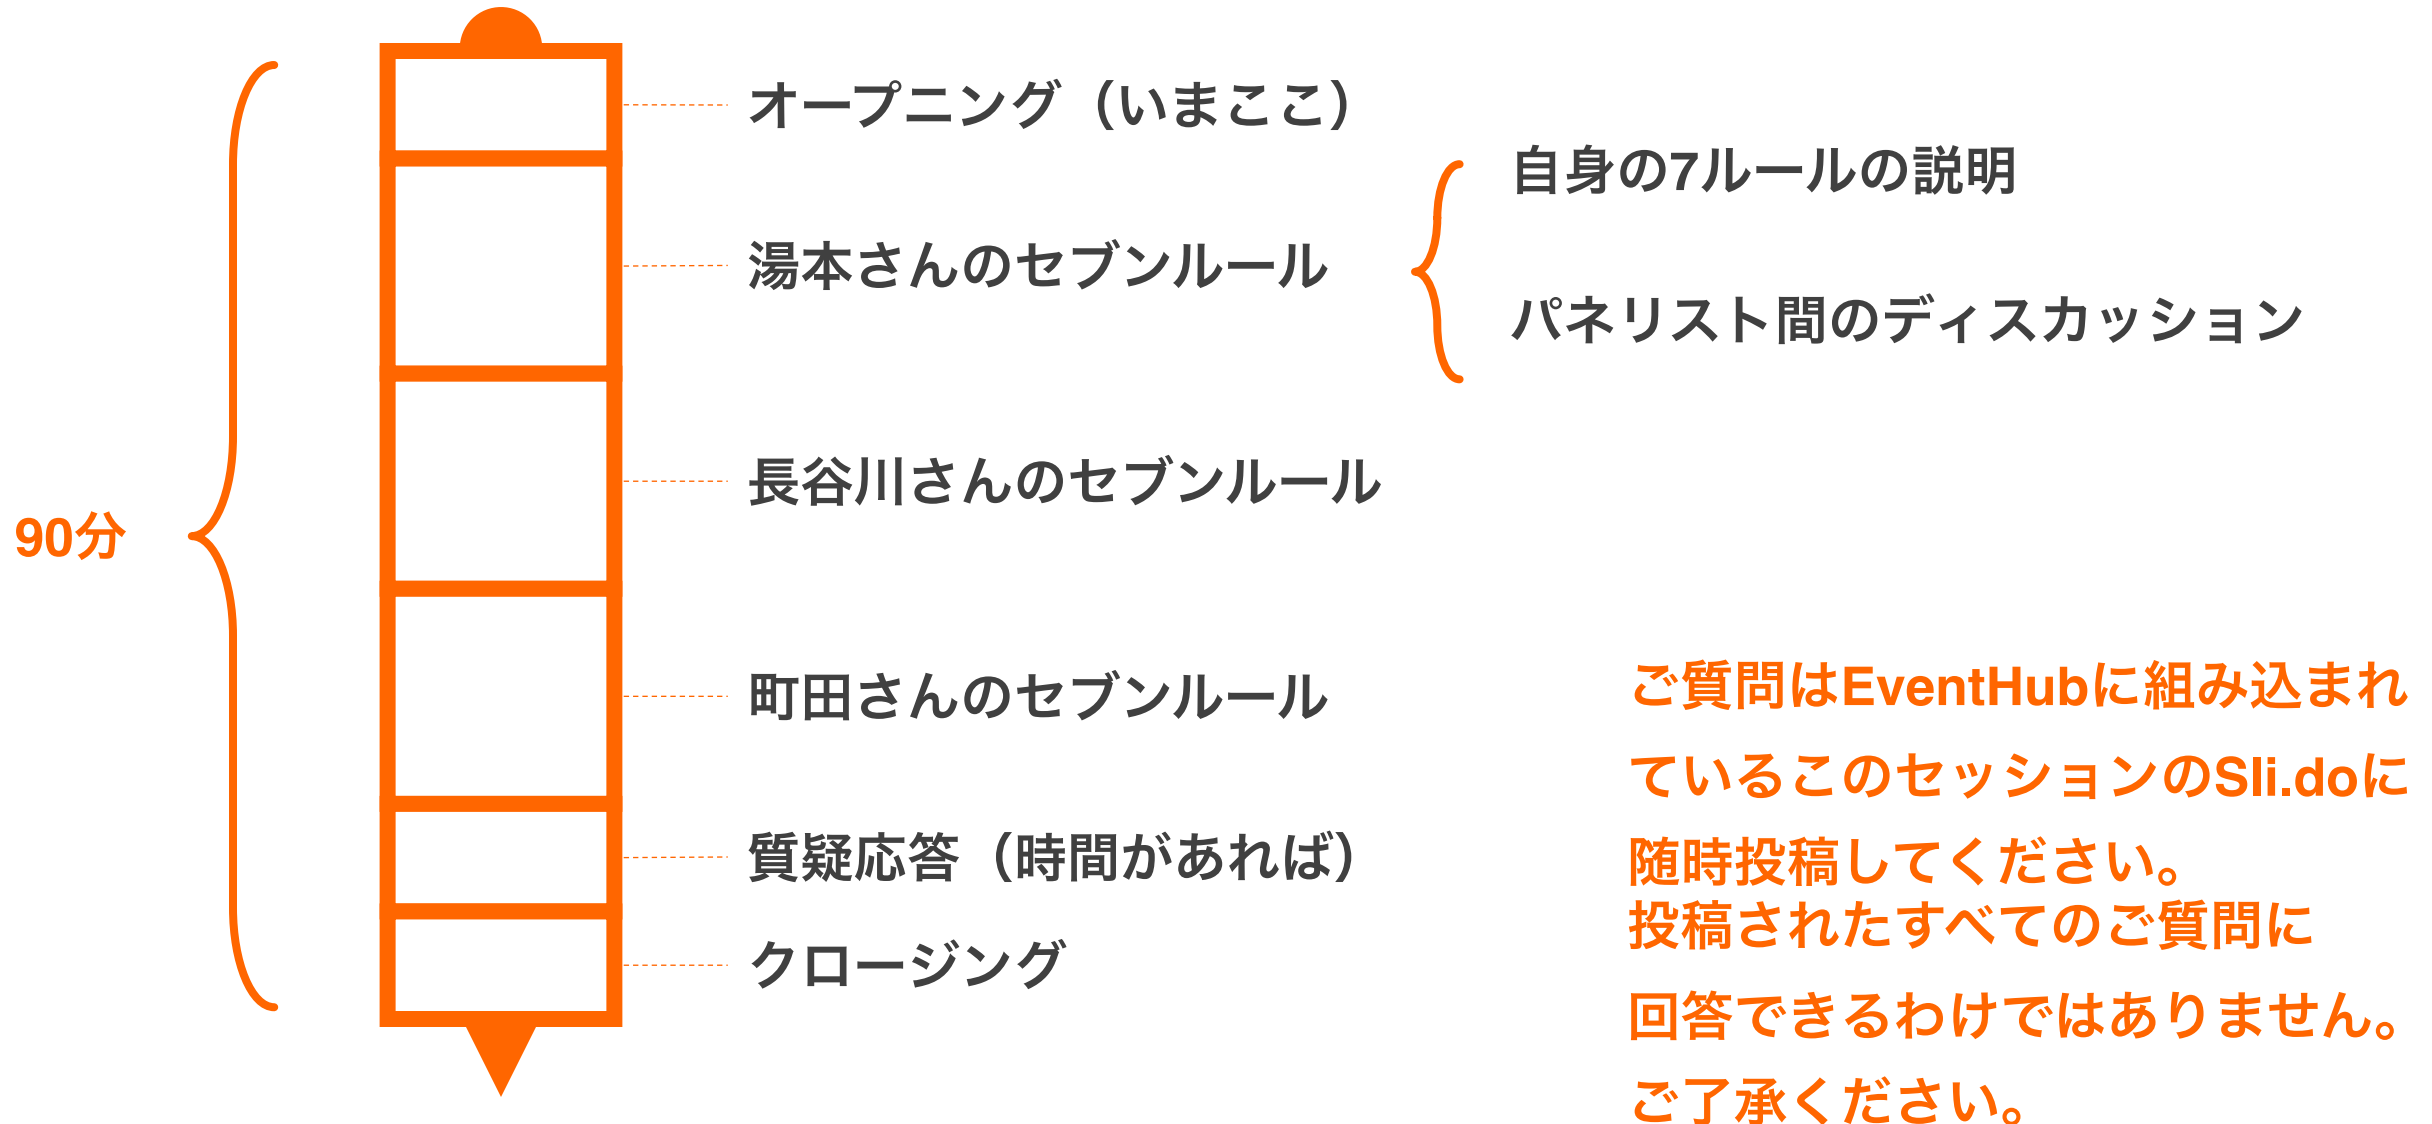 90分
オープニング（いまここ）
湯本さんのセブンルール
自身の7ルールの説明
パネリスト間のディスカッション
長谷川さんのセブンルール
町田さんのセブンルール
質疑応答（時間があれば）
クロージング
ご質問はEventHubに組み込まれ
ているこのセッションのSli.doに
随時投稿してください。
投稿されたすべてのご質問に
回答できるわけではありません。
ご了承ください。